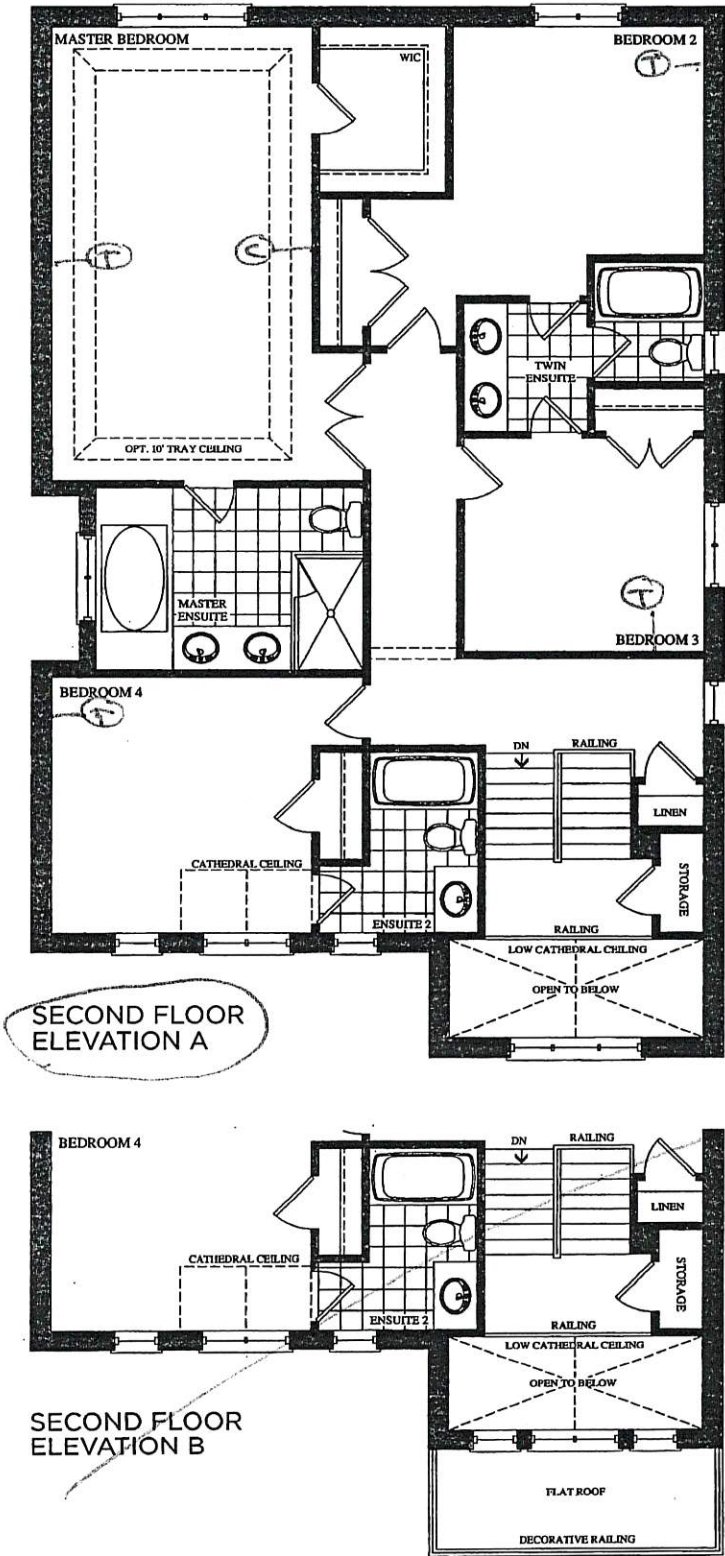 MASTER BEDROOM
WIC
BEDROOM 2
T
T
OPT. 10' TRAY CEILING
TWIN
ENSUITE
MASTER
ENSUITE
T
BEDROOM 3
BEDROOM 4
T
DN
RAILING
LINEN
STORAGE
CATHEDRAL CEILING
ENSUITE 2
RAILING
LOW CATHEDRAL CEILING
OPEN TO BELOW
SECOND FLOOR
ELEVATION A
BEDROOM 4
DN
RAILING
LINEN
STORAGE
CATHEDRAL CEILING
ENSUITE 2
RAILING
LOW CATHEDRAL CEILING
OPEN TO BELOW
SECOND FLOOR
ELEVATION B
FLAT ROOF
DECORATIVE RAILING